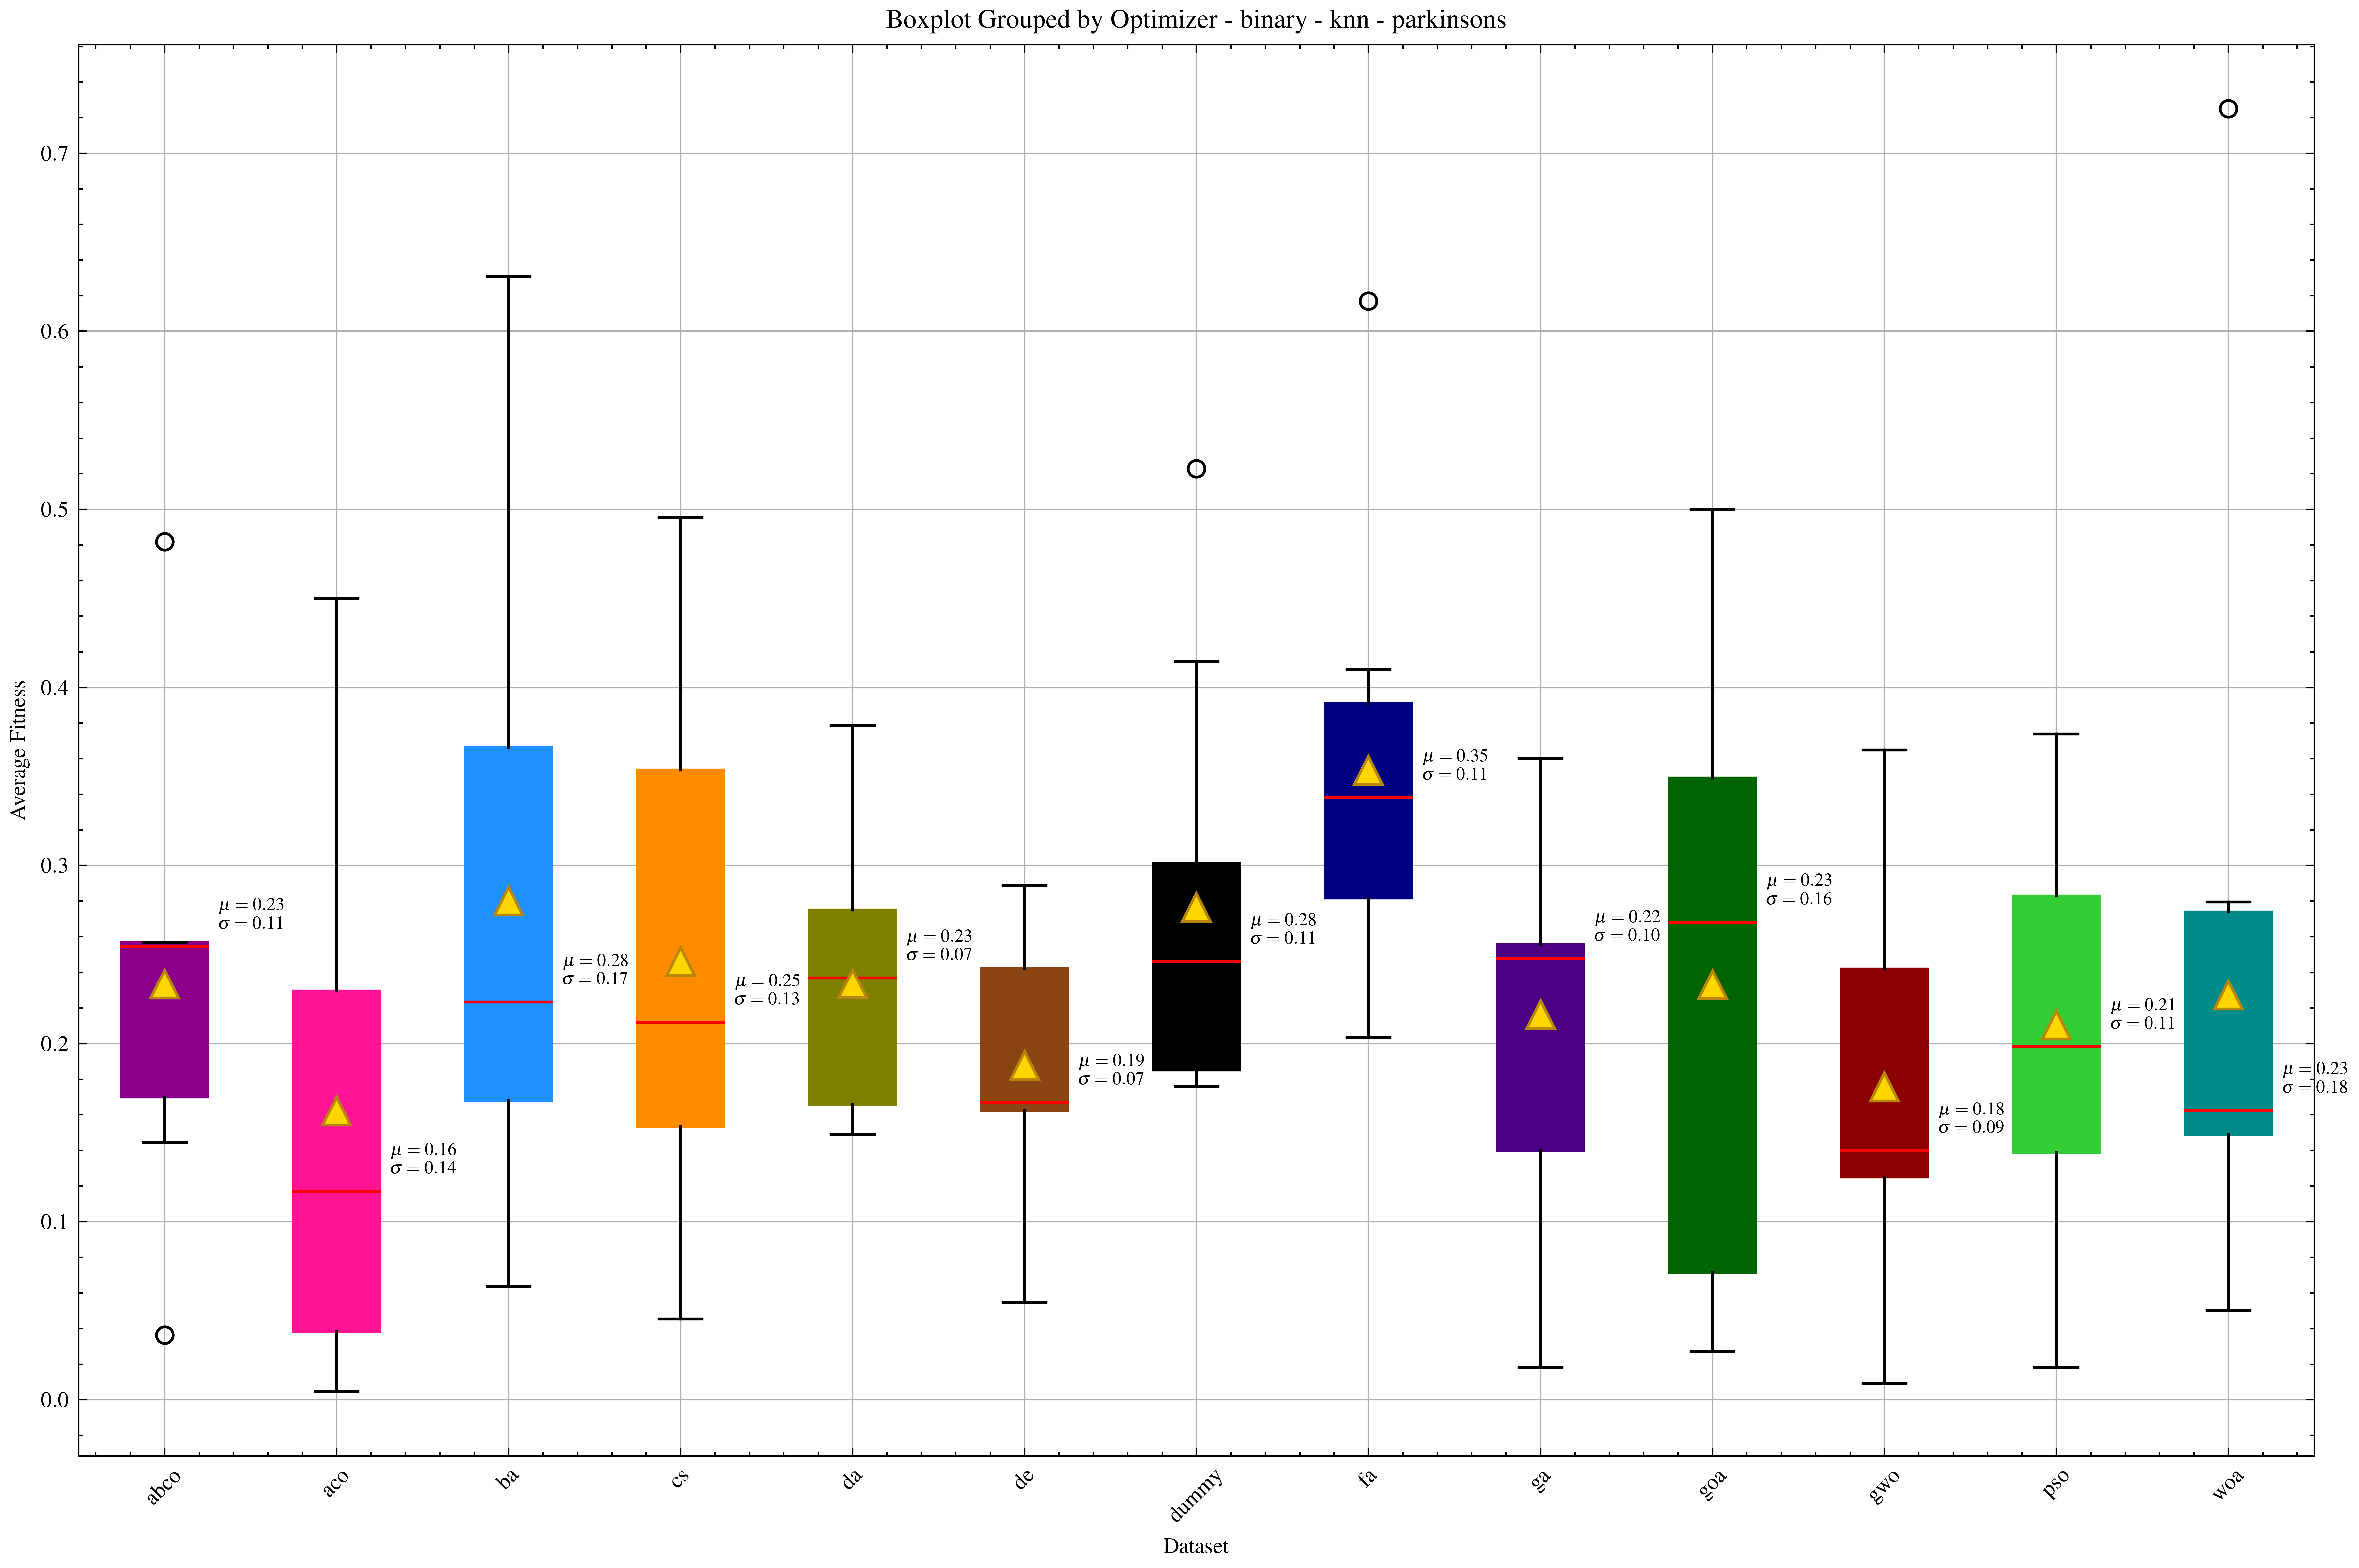 Boxplot Grouped by Optimizer - binary - knn - parkinsons
Average Fitness
0.7
0.6
0.5
0.4
0.3
0.2
0.1
0.0
μ = 0.23
σ = 0.11
μ = 0.16
σ = 0.14
μ = 0.28
σ = 0.17
μ = 0.25
σ = 0.13
μ = 0.23
σ = 0.07
μ = 0.19
σ = 0.07
μ = 0.28
σ = 0.11
μ = 0.35
σ = 0.11
μ = 0.22
σ = 0.10
μ = 0.23
σ = 0.16
μ = 0.18
σ = 0.09
μ = 0.21
σ = 0.11
μ = 0.23
σ = 0.18
abco
aco
ba
cs
da
de
dummy
fa
ga
goa
gwo
pso
woa
Dataset